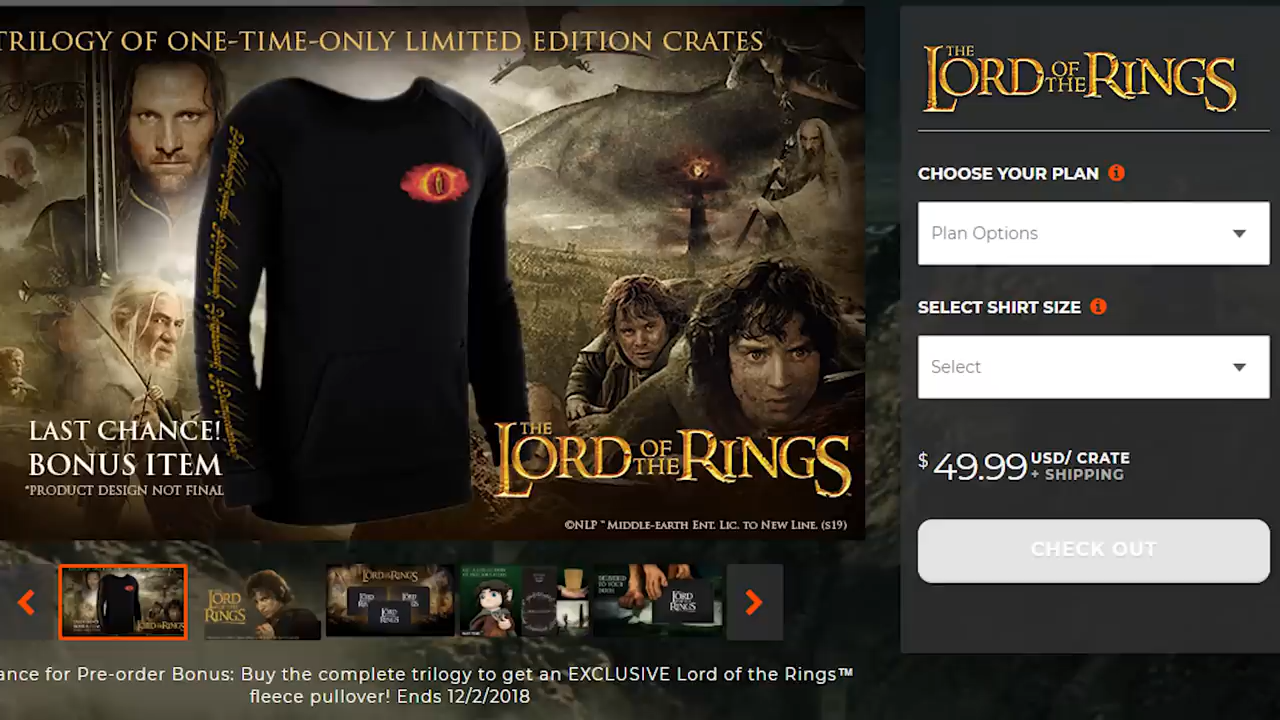 TRILOGY OF ONE-TIME-ONLY LIMITED EDITION CRATES
LAST CHANCE!
BONUS ITEM
*PRODUCT DESIGN NOT FINAL
THE LORD OF THE RINGS
©NLP ™ MIDDLE-EARTH ENT. LIC. TO NEW LINE. (S19)
for Pre-order Bonus: Buy the complete trilogy to get an EXCLUSIVE Lord of the Rings™
fleece pullover! Ends 12/2/2018
THE LORD OF THE RINGS
CHOOSE YOUR PLAN
Plan Options
SELECT SHIRT SIZE
Select
$ 49.99 USD/ CRATE
+ SHIPPING
CHECK OUT